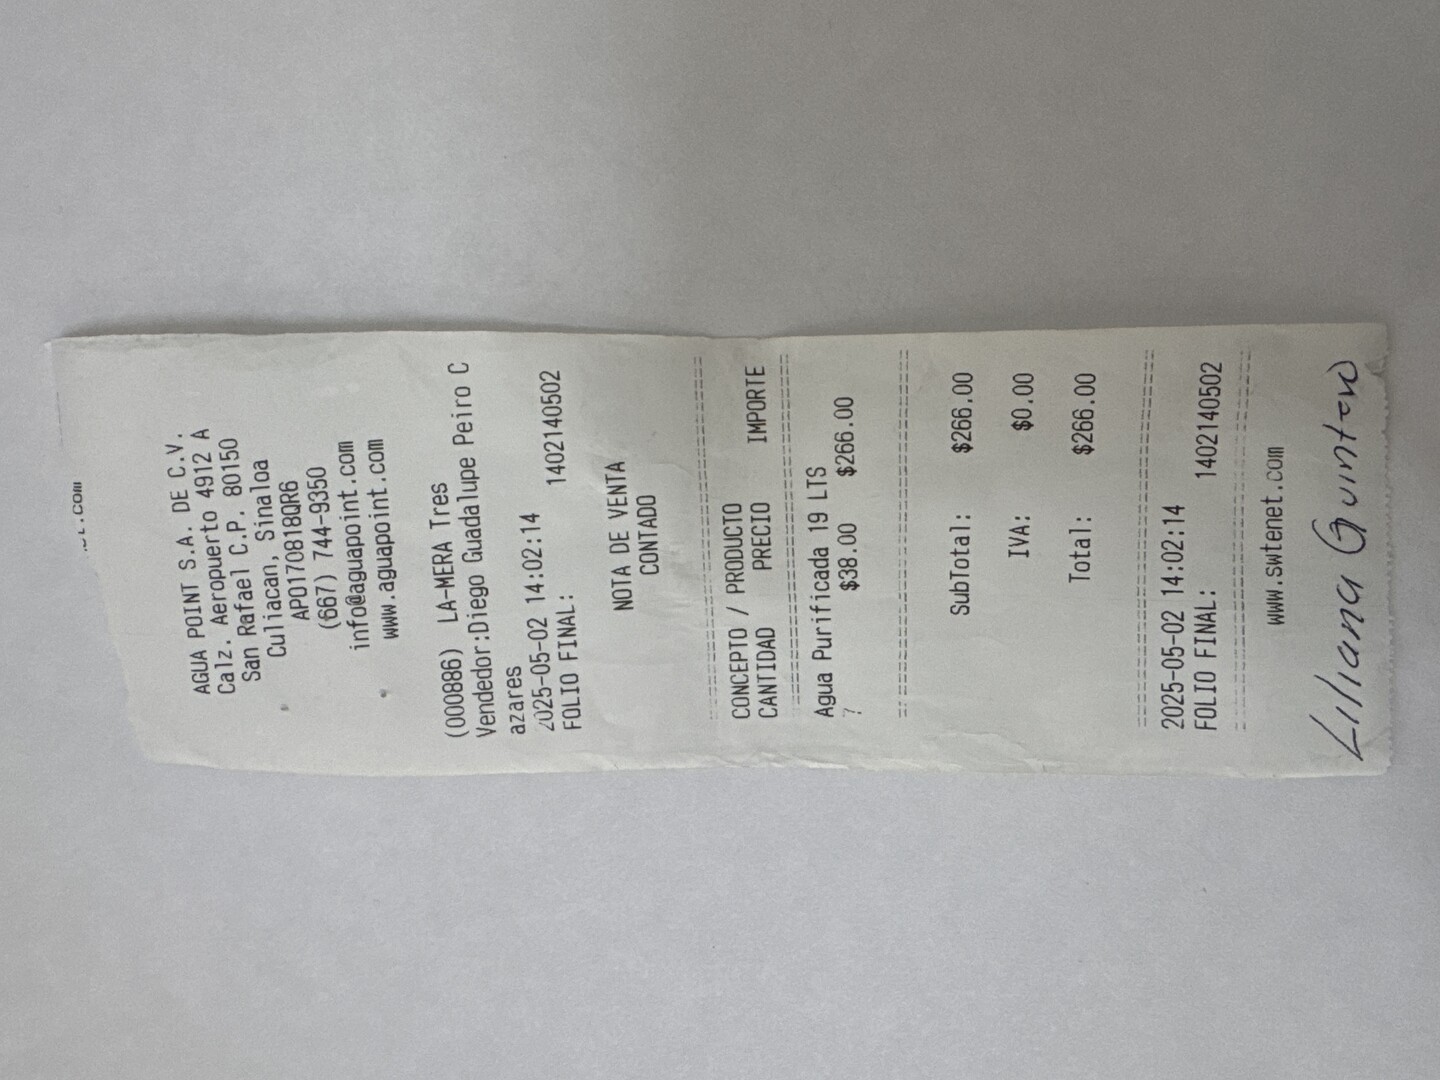 AGUA POINT S.A. DE C.V.
Calz. Aeropuerto 4912 A
San Rafael C.P. 80150
Culiacan, Sinaloa
APO170818QR6
(667) 744-9350
info@aguapoint.com
www.aguapoint.com
(000886) LA-MERA Tres
Vendedor:Diego Guadalupe Peiro C
azares
2025-05-02 14:02:14
FOLIO FINAL: 1402140502
NOTA DE VENTA
CONTADO
CONCEPTO / PRODUCTO
CANTIDAD PRECIO IMPORTE
Agua Purificada 19 LTS
7 $38.00 $266.00
SubTotal: $266.00
IVA: $0.00
Total: $266.00
2025-05-02 14:02:14
FOLIO FINAL: 1402140502
www.swtenet.com
Liliana Quintero